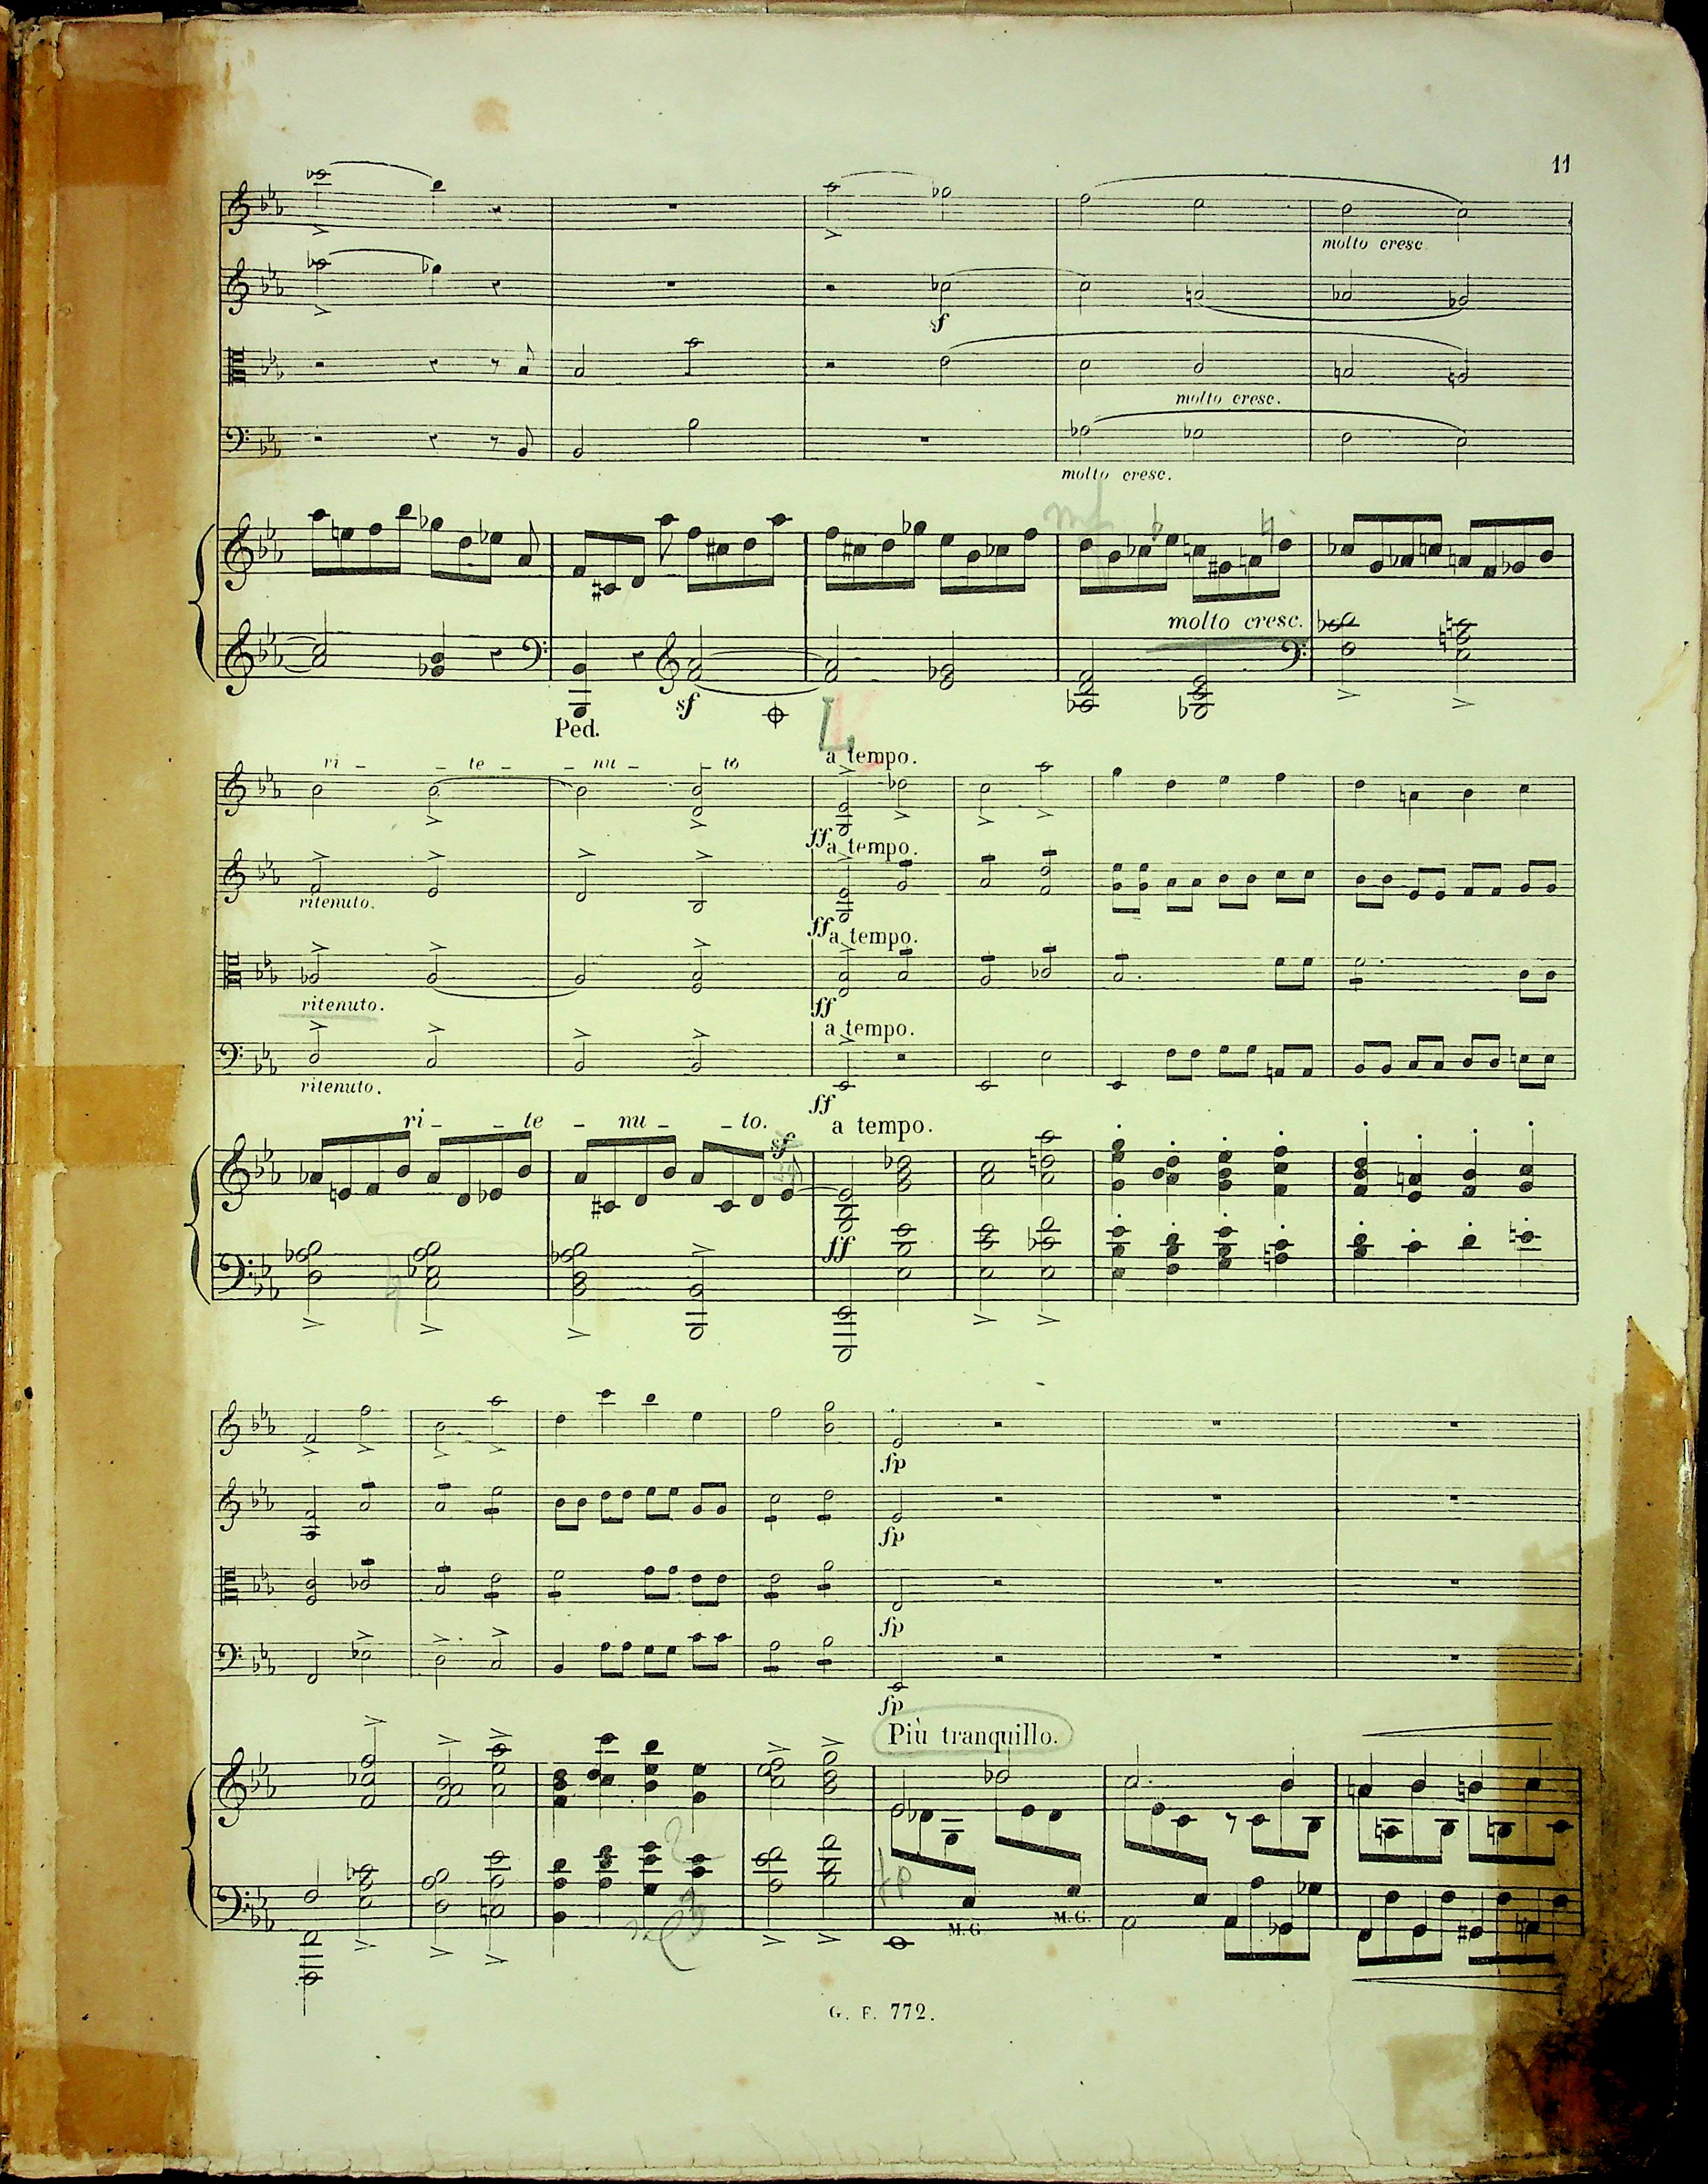 11
molto cresc.
sf
molto cresc.
molto cresc.
mf
molto cresc.
Ped.
sf
L
ri - - te - - nu - - to
a tempo.
ff a tempo.
ritenuto.
ff a tempo.
ritenuto.
ff
a tempo.
ritenuto.
ff
ri - - te - nu - - to.
sf
a tempo.
ff
fp
fp
fp
fp
Più tranquillo.
fp
M.G.
M.G.
G. F. 772.